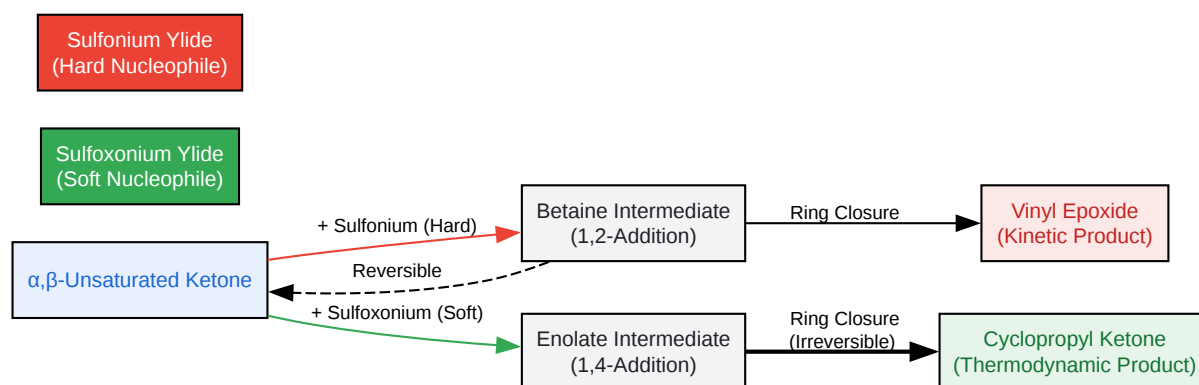 Sulfonium Ylide
(Hard Nucleophile)
Sulfoxonium Ylide
(Soft Nucleophile)
α,β-Unsaturated Ketone
+ Sulfonium (Hard)
Reversible
+ Sulfoxonium (Soft)
Betaine Intermediate
(1,2-Addition)
Ring Closure
Vinyl Epoxide
(Kinetic Product)
Enolate Intermediate
(1,4-Addition)
Ring Closure
(Irreversible)
Cyclopropyl Ketone
(Thermodynamic Product)